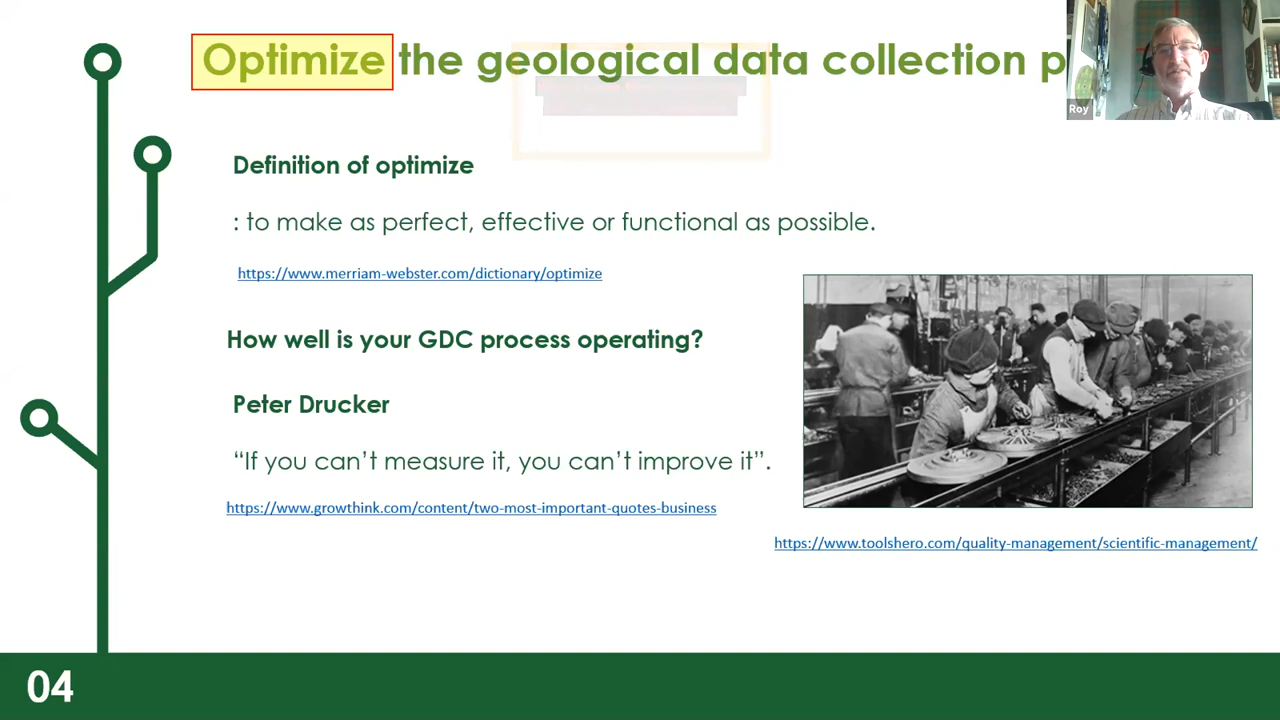 Optimize the geological data collection p
Roy
Definition of optimize
: to make as perfect, effective or functional as possible.
https://www.merriam-webster.com/dictionary/optimize
How well is your GDC process operating?
Peter Drucker
“If you can’t measure it, you can’t improve it”.
https://www.growthink.com/content/two-most-important-quotes-business
https://www.toolshero.com/quality-management/scientific-management/
04